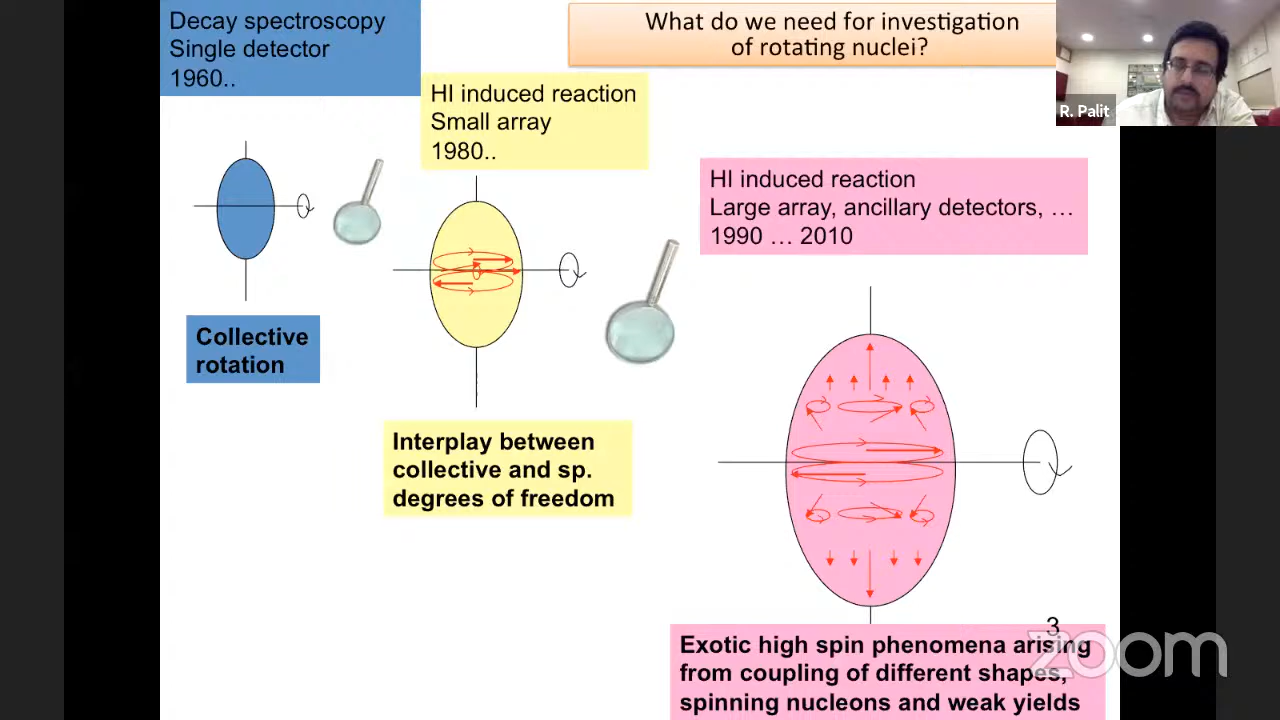 Decay spectroscopy
Single detector
1960..
What do we need for investigation
of rotating nuclei?
R. Palit
HI induced reaction
Small array
1980..
HI induced reaction
Large array, ancillary detectors, …
1990 … 2010
Collective
rotation
Interplay between
collective and sp.
degrees of freedom
3
Exotic high spin phenomena arising
from coupling of different shapes,
spinning nucleons and weak yields
zoom